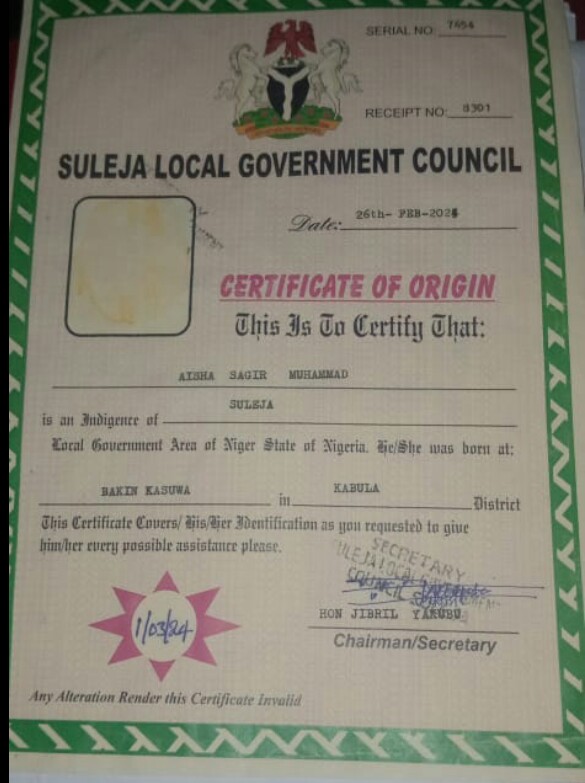 SERIAL NO: 7454
RECEIPT NO: 8301
SULEJA LOCAL GOVERNMENT COUNCIL
Date: 26th- FEB-2024
CERTIFICATE OF ORIGIN
This Is To Certify That:
AISHA SAGIR MUHAMMAD
is an Indigence of SULEJA
Local Government Area of Niger State of Nigeria. He/She was born at:
BAKIN KASUWA in KABULA District
This Certificate Covers/ His/Her Identification as you requested to give
him/her every possible assistance please.
SECRETARY
SULEJA LOCAL
COUNCIL
1/03/24
HON JIBRIL YAKUBU
Chairman/Secretary
Any Alteration Render this Certificate Invalid